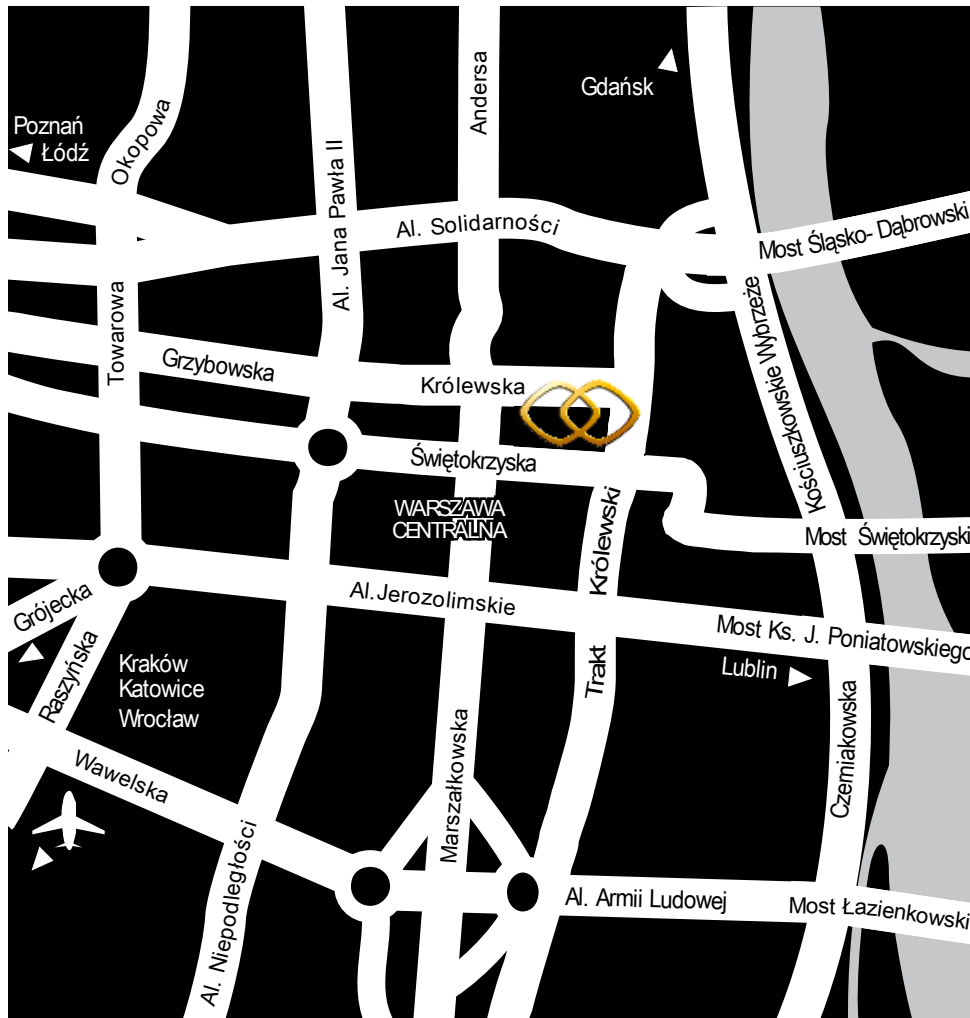 Gdańsk
Andersa
Okopowa
Poznań
Łódź
Al. Jana Pawła II
Al. Solidarności
Most Śląsko- Dąbrowski
Towarowa
Kościuszkowskie Wybrzeże
Grzybowska
Królewska
Świętokrzyska
WARSZAWA
CENTRALNA
Most Świętokrzyski
Trakt Królewski
Al.Jerozolimskie
Grójecka
Most Ks. J. Poniatowskiego
Raszyńska
Kraków
Katowice
Wrocław
Lublin
Czerniakowska
Marszałkowska
Wawelska
Al. Niepodległości
Al. Armii Ludowej
Most Łazienkowski